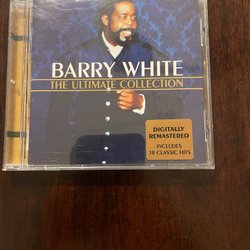 BARRY WHITE
THE ULTIMATE COLLECTION
DIGITALLY
REMASTERED
INCLUDES
18 CLASSIC HITS